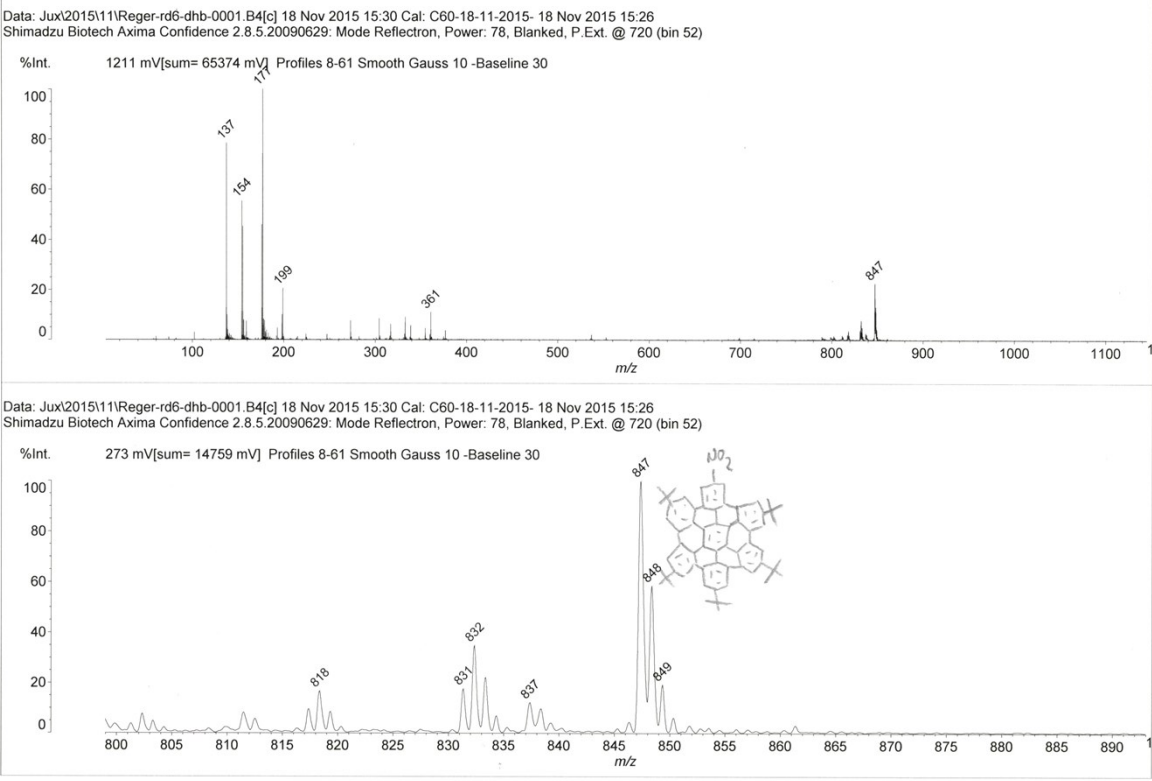 Data: Jux\2015\11\Reger-rd6-dhb-0001.B4[c] 18 Nov 2015 15:30 Cal: C60-18-11-2015- 18 Nov 2015 15:26
Shimadzu Biotech Axima Confidence 2.8.5.20090629: Mode Reflectron, Power: 78, Blanked, P.Ext. @ 720 (bin 52)
%Int. 1211 mV[sum= 65374 mV] Profiles 8-61 Smooth Gauss 10 -Baseline 30
177
100
137
80
154
60
40
199
847
20
361
0
100 200 300 400 500 600 700 800 900 1000 1100 1
m/z
Data: Jux\2015\11\Reger-rd6-dhb-0001.B4[c] 18 Nov 2015 15:30 Cal: C60-18-11-2015- 18 Nov 2015 15:26
Shimadzu Biotech Axima Confidence 2.8.5.20090629: Mode Reflectron, Power: 78, Blanked, P.Ext. @ 720 (bin 52)
%Int. 273 mV[sum= 14759 mV] Profiles 8-61 Smooth Gauss 10 -Baseline 30
NO2
847
100
80
848
60
40
832
849
831
818
837
20
0
800 805 810 815 820 825 830 835 840 845 850 855 860 865 870 875 880 885 890 1
m/z